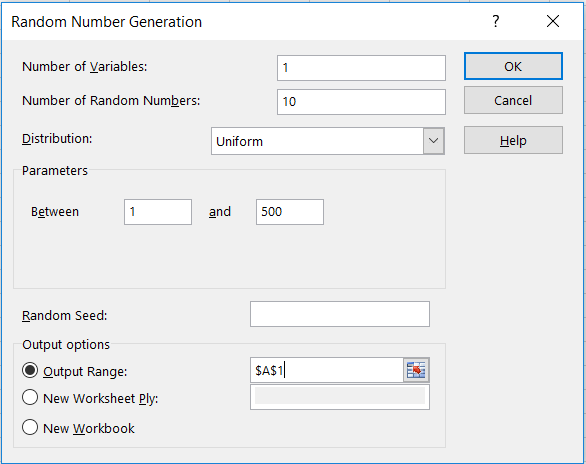 Random Number Generation
? ×
Number of Variables: 1 OK
Number of Random Numbers: 10 Cancel
Distribution: Uniform Help
Parameters
Between 1 and 500
Random Seed:
Output options
Output Range: $A$1
New Worksheet Ply:
New Workbook